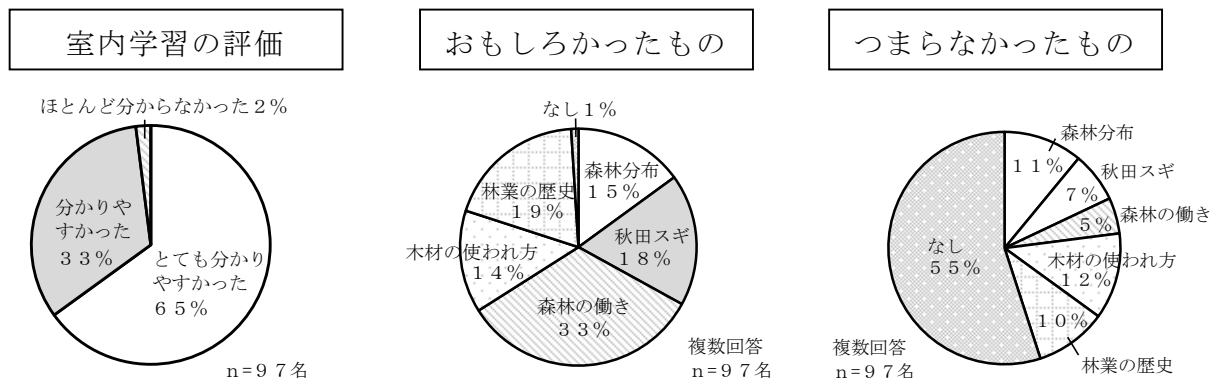 室内学習の評価
ほとんど分からなかった２％
分かりや
すかった
３３％
とても分かり
やすかった
６５％
n=９７名
おもしろかったもの
なし１％
森林分布
１５％
秋田スギ
１８％
森林の働き
３３％
木材の使われ方
１４％
林業の歴史
１９％
複数回答
n=９７名
つまらなかったもの
森林分布
１１％
秋田スギ
７％
森林の働き
５％
木材の使われ方
１２％
１０％
林業の歴史
なし
５５％
複数回答
n=９７名